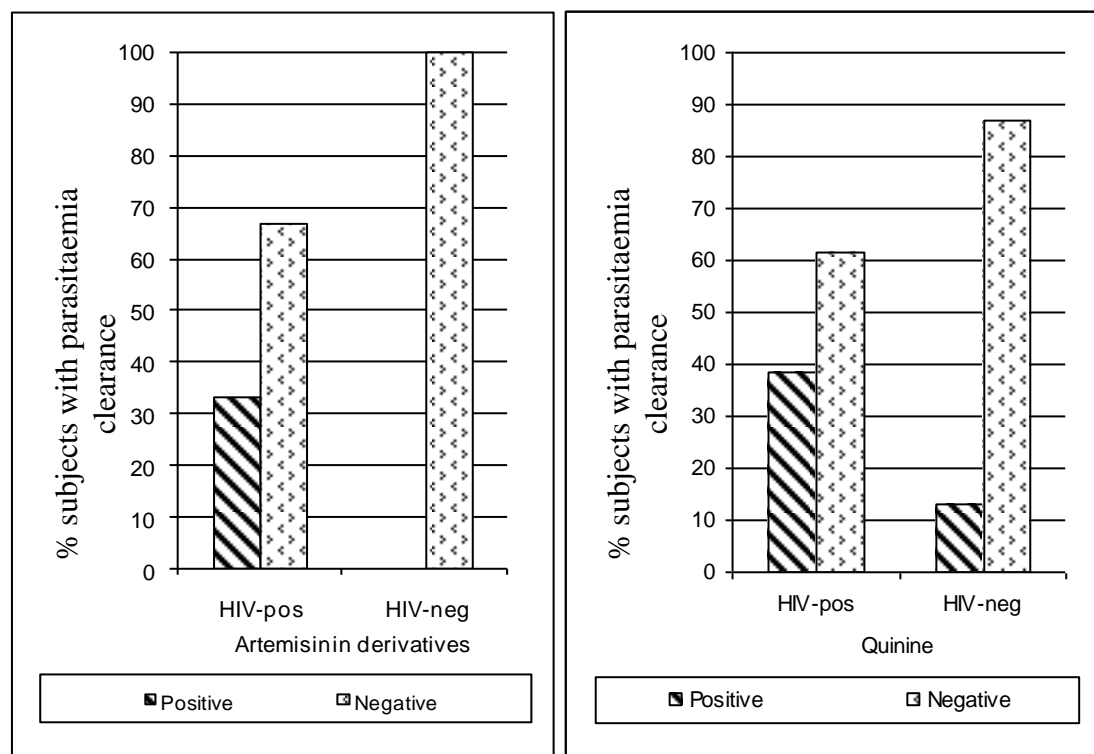 % subjects with parasitaemia
clearance
100
90
80
70
60
50
40
30
20
10
0
HIV-pos HIV-neg
Artemisinin derivatives
Positive Negative
% subjects with parasitaemia
clearance
100
90
80
70
60
50
40
30
20
10
0
HIV-pos HIV-neg
Quinine
Positive Negative